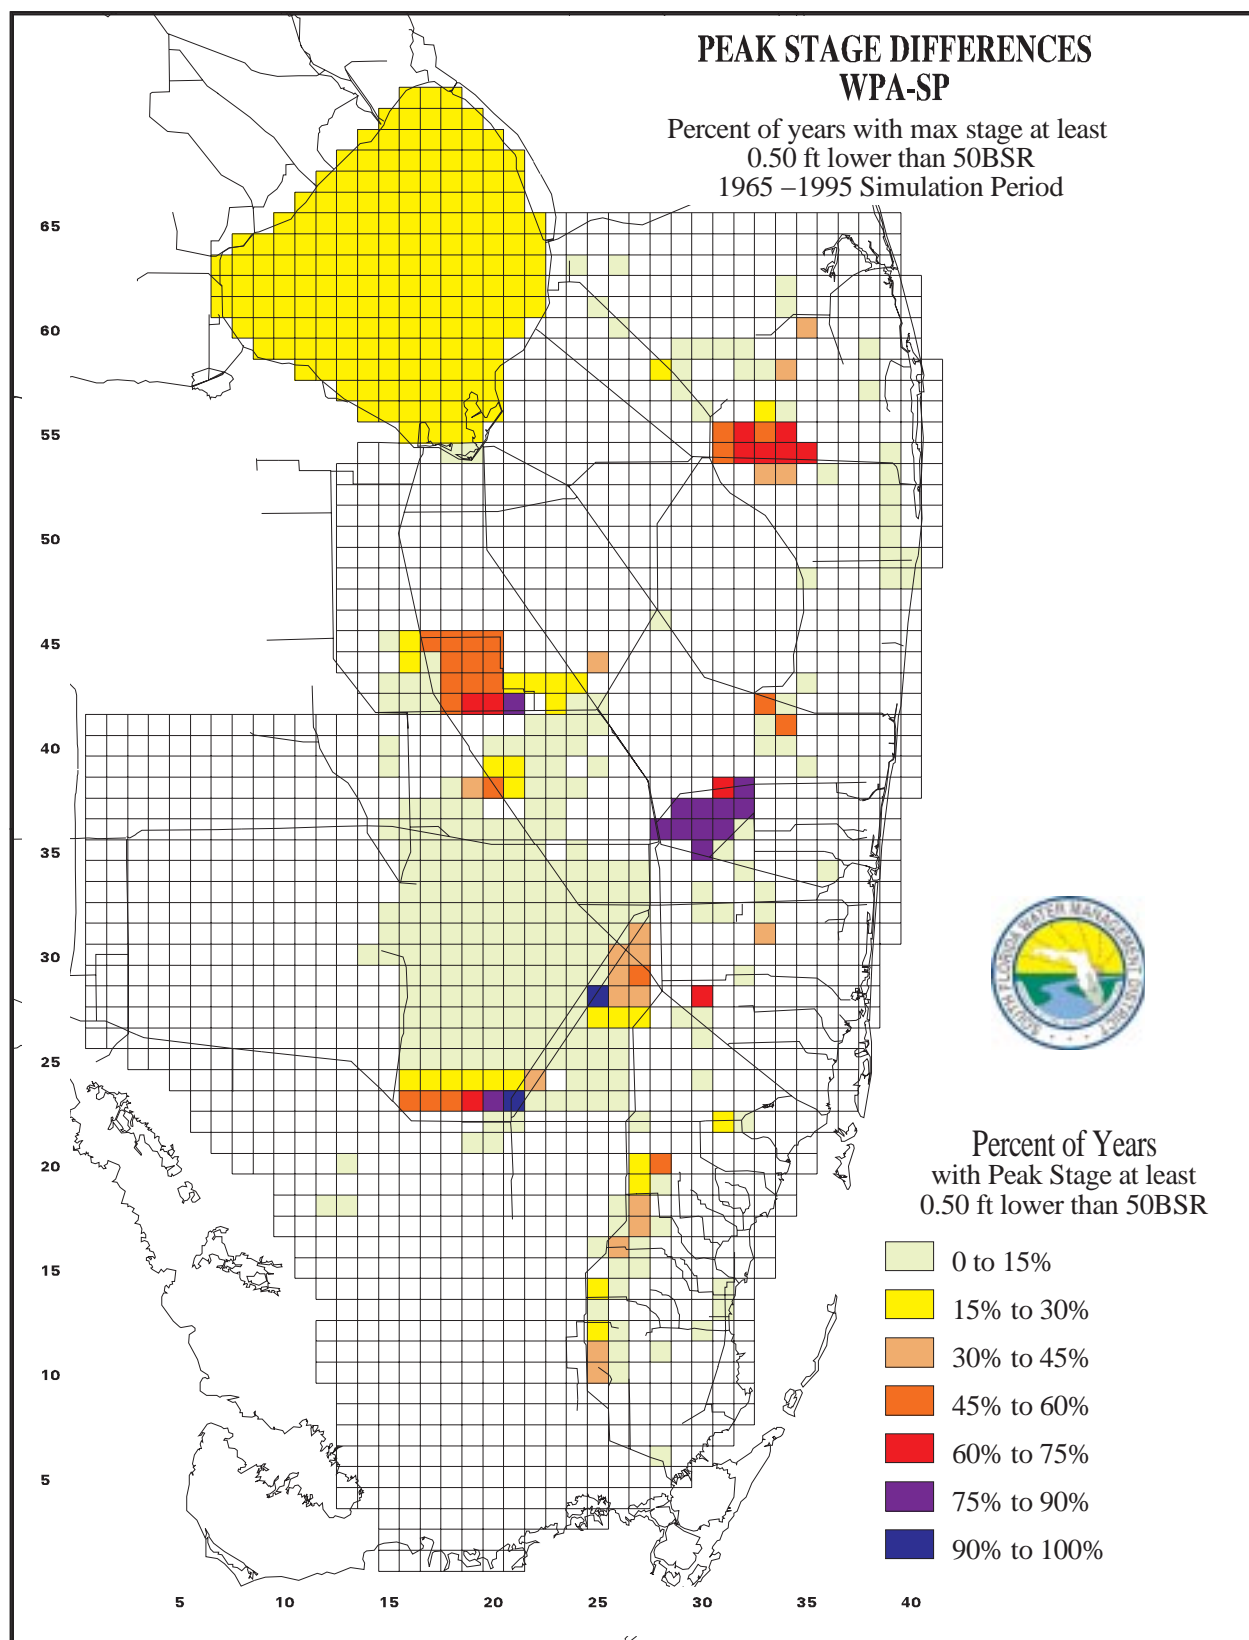 PEAK STAGE DIFFERENCES
WPA-SP
Percent of years with max stage at least
0.50 ft lower than 50BSR
1965 –1995 Simulation Period
65
60
55
50
45
40
35
30
25
20
15
10
5
SOUTH FLORIDA WATER MANAGEMENT DISTRICT
Percent of Years
with Peak Stage at least
0.50 ft lower than 50BSR
0 to 15%
15% to 30%
30% to 45%
45% to 60%
60% to 75%
75% to 90%
90% to 100%
5 10 15 20 25 30 35 40
“